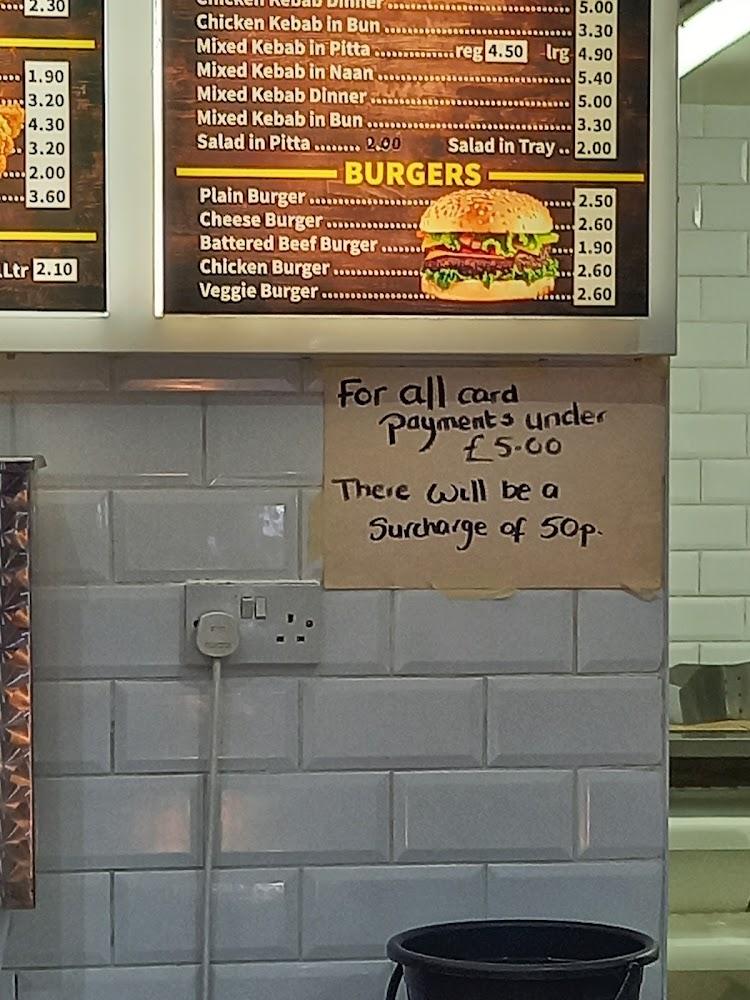 2.30
1.90
3.20
4.30
3.20
2.00
3.60
Ltr 2.10
Chicken Kebab Dinner 5.00
Chicken Kebab in Bun 3.30
Mixed Kebab in Pitta reg 4.50 lrg 4.90
Mixed Kebab in Naan 5.40
Mixed Kebab Dinner 5.00
Mixed Kebab in Bun 3.30
Salad in Pitta ........ 2.00 Salad in Tray .. 2.00
BURGERS
Plain Burger 2.50
Cheese Burger 2.60
Battered Beef Burger 1.90
Chicken Burger 2.60
Veggie Burger 2.60
For all card
payments under
£5.00
There will be a
Surcharge of 50p.